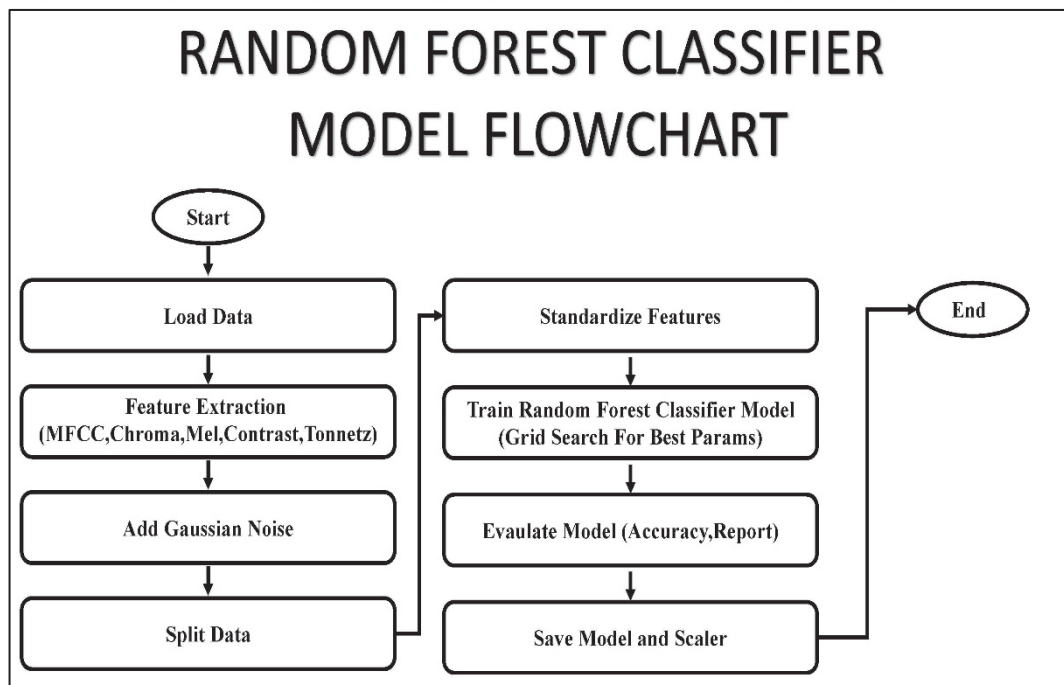 RANDOM FOREST CLASSIFIER
MODEL FLOWCHART
Start
Load Data
Feature Extraction
(MFCC,Chroma,Mel,Contrast,Tonnetz)
Add Gaussian Noise
Split Data
Standardize Features
Train Random Forest Classifier Model
(Grid Search For Best Params)
Evaulate Model (Accuracy,Report)
Save Model and Scaler
End